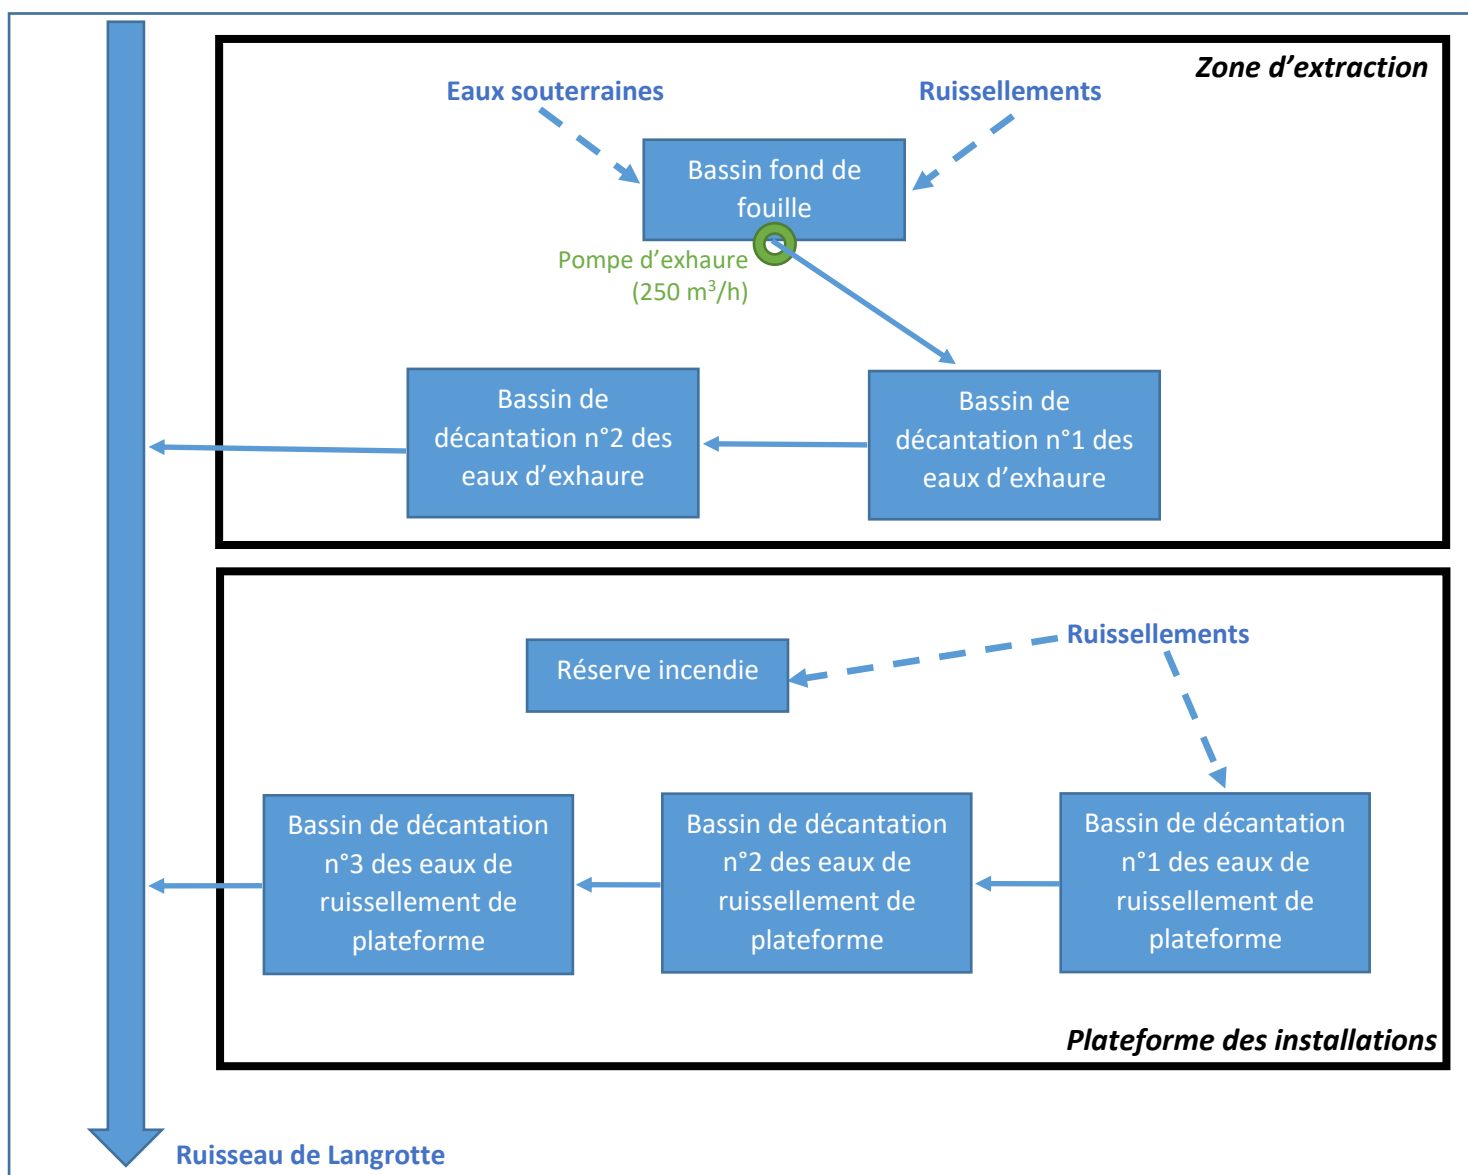 Zone d’extraction
Eaux souterraines
Ruissellements
Bassin fond de
fouille
Pompe d’exhaure
(250 m³/h)
Bassin de
décantation n°2 des
eaux d’exhaure
Bassin de
décantation n°1 des
eaux d’exhaure
Ruissellements
Réserve incendie
Bassin de décantation
n°3 des eaux de
ruissellement de
plateforme
Bassin de décantation
n°2 des eaux de
ruissellement de
plateforme
Bassin de décantation
n°1 des eaux de
ruissellement de
plateforme
Plateforme des installations
Ruisseau de Langrotte